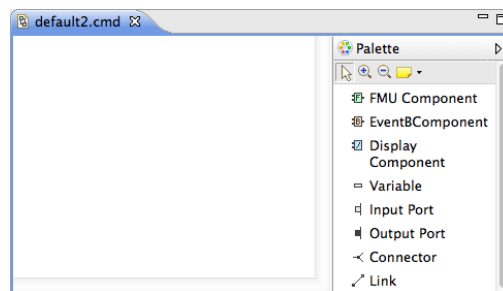 default2.cmd
Palette
FMU Component
EventBComponent
Display
Component
Variable
Input Port
Output Port
Connector
Link